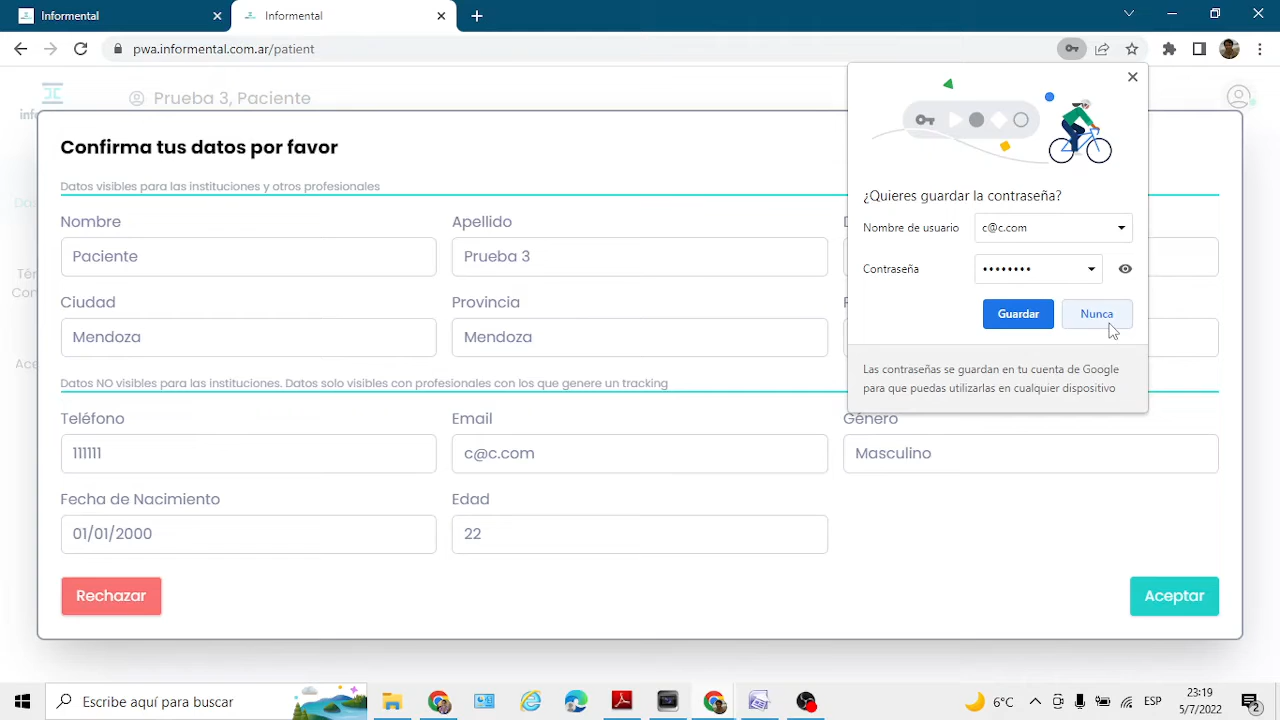 Informental
Informental
pwa.informental.com.ar/patient
Prueba 3, Paciente
Confirma tus datos por favor
Datos visibles para las instituciones y otros profesionales
Nombre
Apellido
Paciente
Prueba 3
Ciudad
Provincia
Mendoza
Mendoza
Datos NO visibles para las instituciones. Datos solo visibles con profesionales con los que genere un tracking
Teléfono
Email
Género
111111
c@c.com
Masculino
Fecha de Nacimiento
Edad
01/01/2000
22
Rechazar
Aceptar
¿Quieres guardar la contraseña?
Nombre de usuario
c@c.com
Contraseña
••••••••
Guardar
Nunca
Las contraseñas se guardan en tu cuenta de Google
para que puedas utilizarlas en cualquier dispositivo
Escribe aquí para buscar
6°C
ESP
23:19
5/7/2022
2